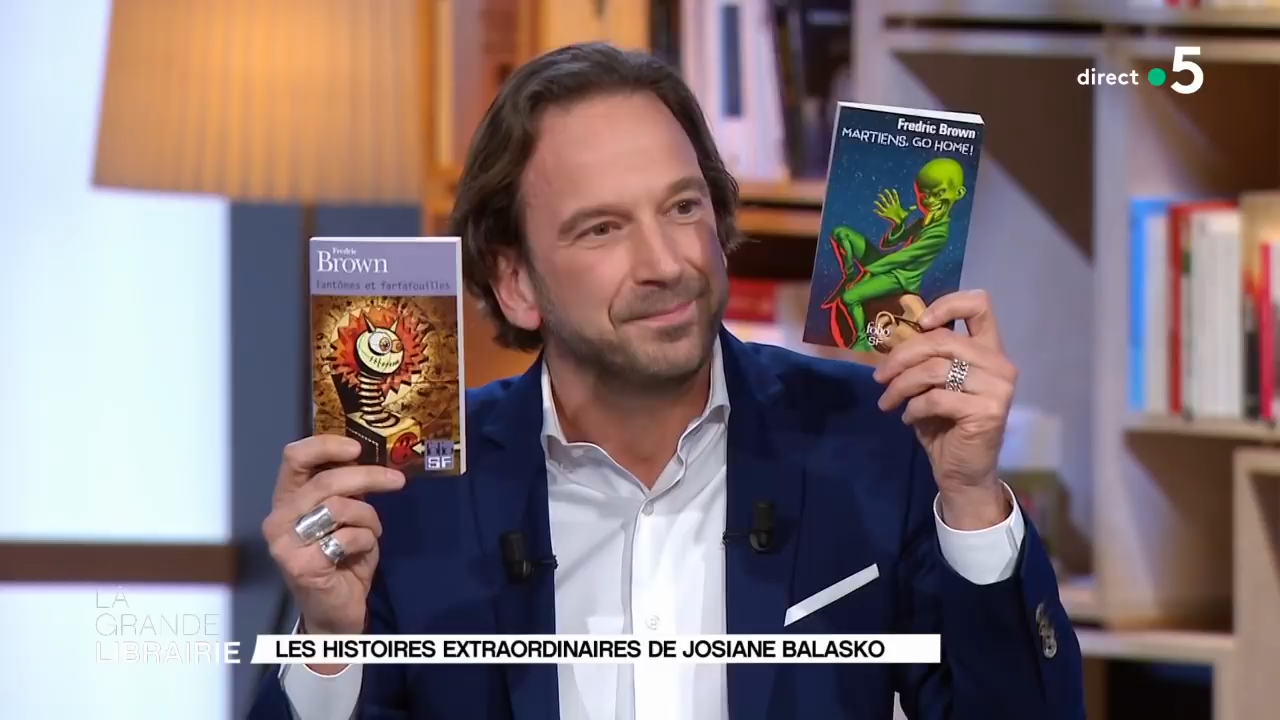 direct 5
Fredric Brown
MARTIENS, GO HOME!
folio
SF
Fredric
Brown
Fantômes et farfafouilles
SF
LA
GRANDE
LIBRAIRIE
LES HISTOIRES EXTRAORDINAIRES DE JOSIANE BALASKO